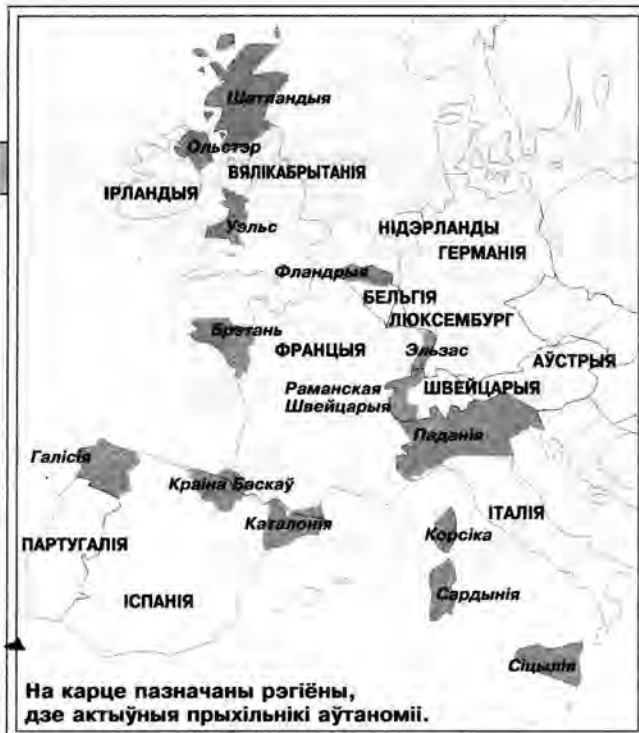 Шатландыя
Ольстэр
ВЯЛІКАБРЫТАНІЯ
ІРЛАНДЫЯ
Уэльс
НІДЭРЛАНДЫ
ГЕРМАНІЯ
Фландрыя
БЕЛЬГІЯ
ЛЮКСЕМБУРГ
Брэтань
ФРАНЦЫЯ
Эльзас
АЎСТРЫЯ
Раманская
Швейцарыя
ШВЕЙЦАРЫЯ
Паданія
Галісія
Краіна Баскаў
Каталонія
ІТАЛІЯ
Корсіка
ПАРТУГАЛІЯ
ІСПАНІЯ
Сардынія
Сіцылія
На карце пазначаны рэгіёны,
дзе актыўныя прыхільнікі аўтаноміі.